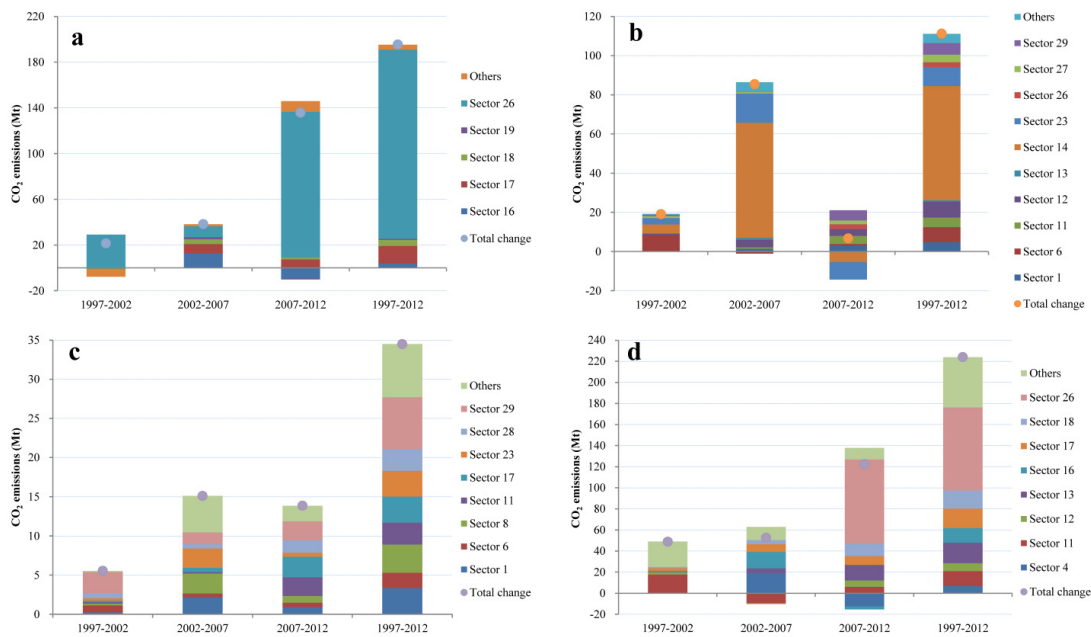 a
CO2 emissions (Mt)
220
180
140
100
60
20
-20
1997-2002
2002-2007
2007-2012
1997-2012
Others
Sector 26
Sector 19
Sector 18
Sector 17
Sector 16
Total change
b
CO2 emissions (Mt)
120
100
80
60
40
20
0
-20
1997-2002
2002-2007
2007-2012
1997-2012
Others
Sector 29
Sector 27
Sector 26
Sector 23
Sector 14
Sector 13
Sector 12
Sector 11
Sector 6
Sector 1
Total change
c
CO2 emissions (Mt)
35
30
25
20
15
10
5
0
1997-2002
2002-2007
2007-2012
1997-2012
Others
Sector 29
Sector 28
Sector 23
Sector 17
Sector 11
Sector 8
Sector 6
Sector 1
Total change
d
CO2 emissions (Mt)
240
220
200
180
160
140
120
100
80
60
40
20
0
-20
1997-2002
2002-2007
2007-2012
1997-2012
Others
Sector 26
Sector 18
Sector 17
Sector 16
Sector 13
Sector 12
Sector 11
Sector 4
Total change